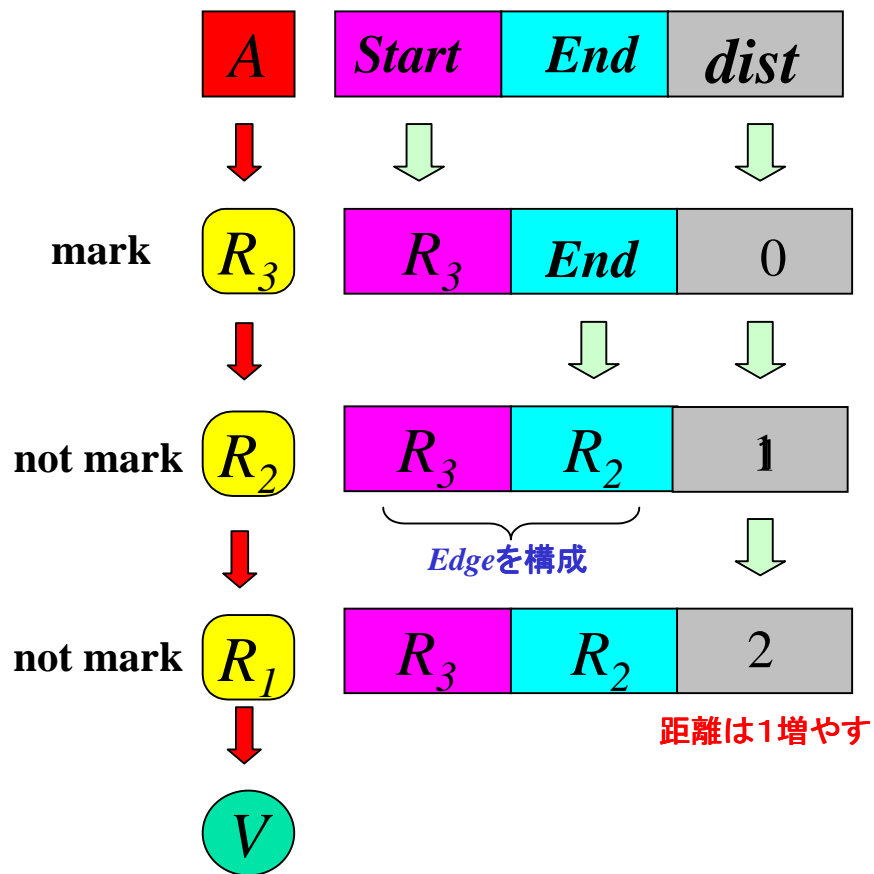 A Start End dist
mark R3 R3 End 0
not mark R2 R3 R2 1
Edgeを構成
not mark R1 R3 R2 2
距離は1増やす
V